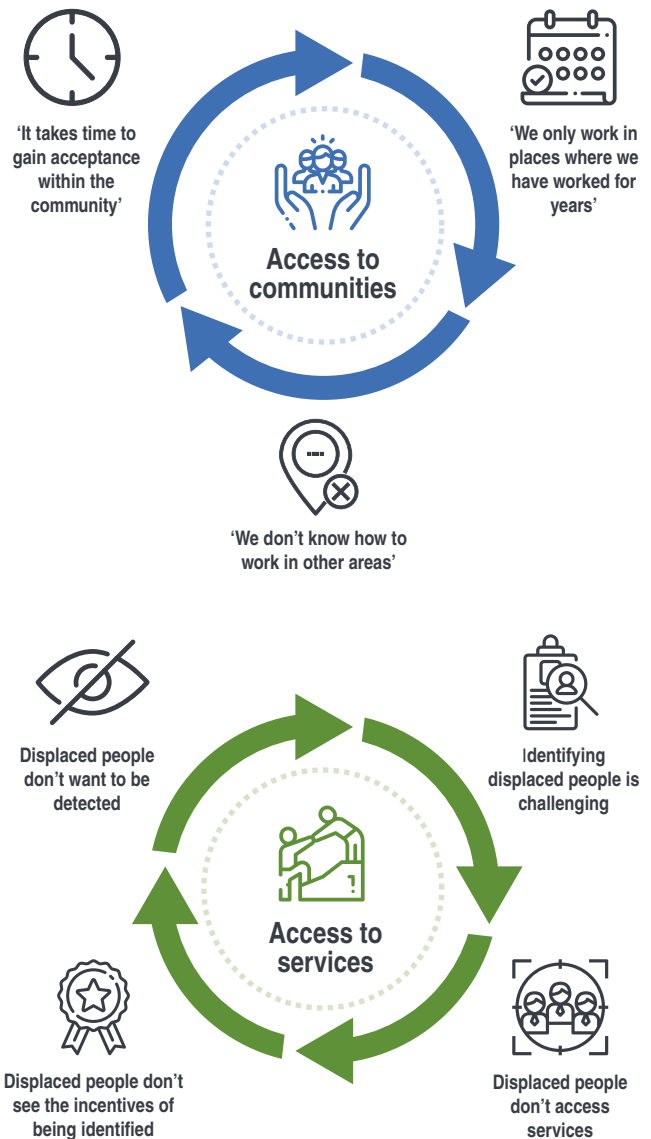 ‘It takes time to
gain acceptance
within the
community’
‘We only work in
places where we
have worked for
years’
Access to
communities
‘We don’t know how to
work in other areas’
Displaced people
don’t want to be
detected
Identifying
displaced people is
challenging
Access to
services
Displaced people don’t
see the incentives of
being identified
Displaced people
don’t access
services